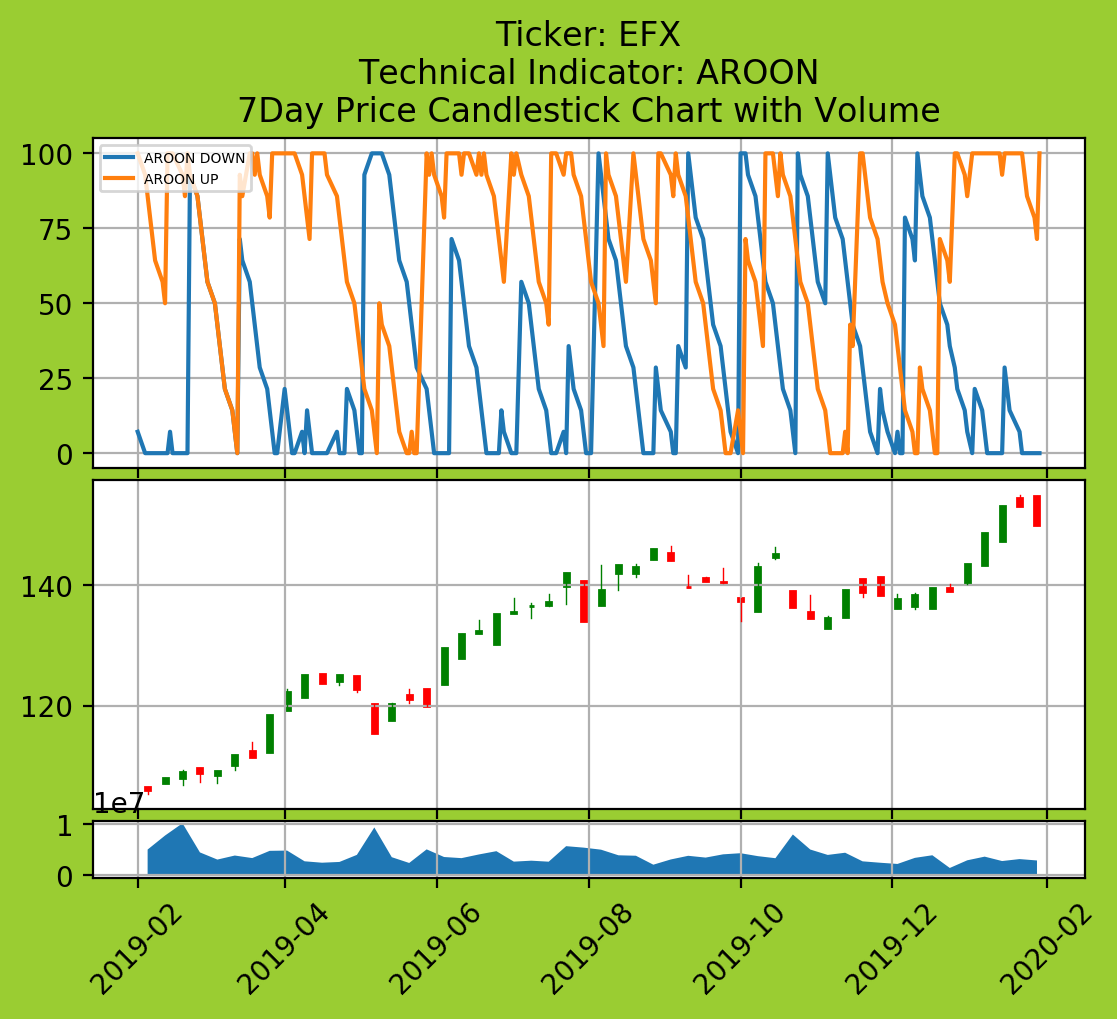 Ticker: EFX
Technical Indicator: AROON
7Day Price Candlestick Chart with Volume
100
75
50
25
0
AROON DOWN
AROON UP
140
120
1e7
1
0
2019-02
2019-04
2019-06
2019-08
2019-10
2019-12
2020-02